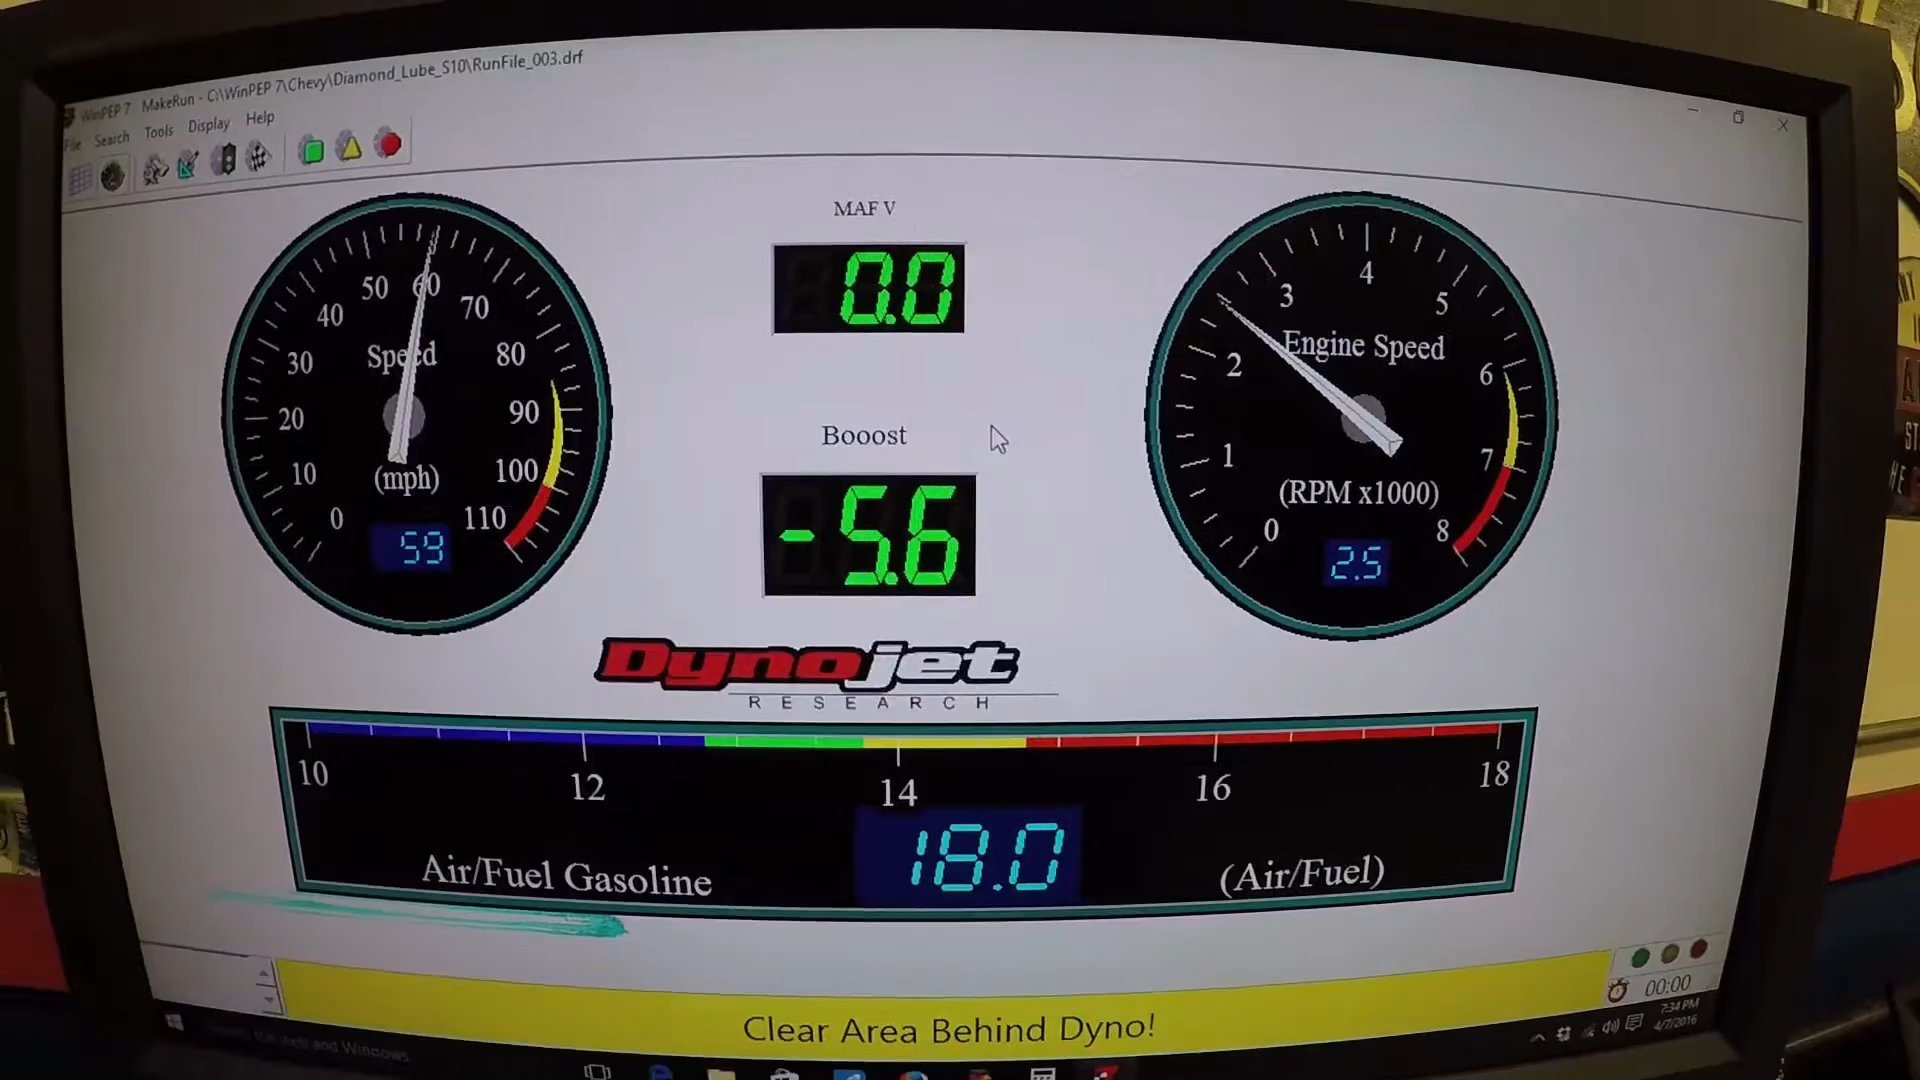 WinPEP 7 MakeRun - C:\WinPEP 7\Chevy\Diamond_Lube_S10\RunFile_003.drf
File Search Tools Display Help
MAF V
0.0
Booost
-5.6
0 10 20 30 40 50 60 70 80 90 100 110
Speed
(mph)
59
0 1 2 3 4 5 6 7 8
Engine Speed
(RPM x1000)
2.5
Dynojet
RESEARCH
10 12 14 16 18
Air/Fuel Gasoline
18.0
(Air/Fuel)
00:00
Clear Area Behind Dyno!
7:34 PM
4/7/2016
and Windows